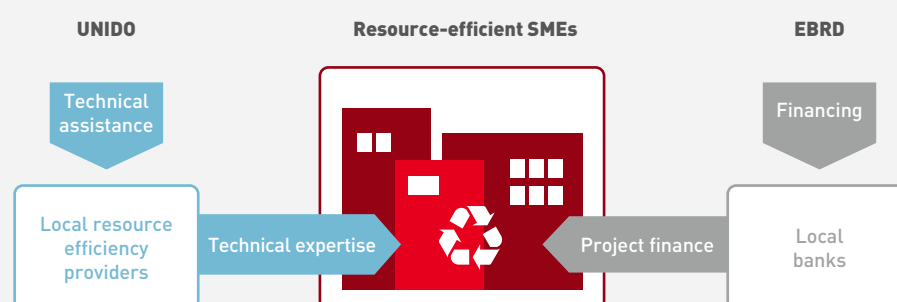 UNIDO
Resource-efficient SMEs
EBRD
Technical
assistance
Financing
Local resource
efficiency
providers
Technical expertise
Project finance
Local
banks